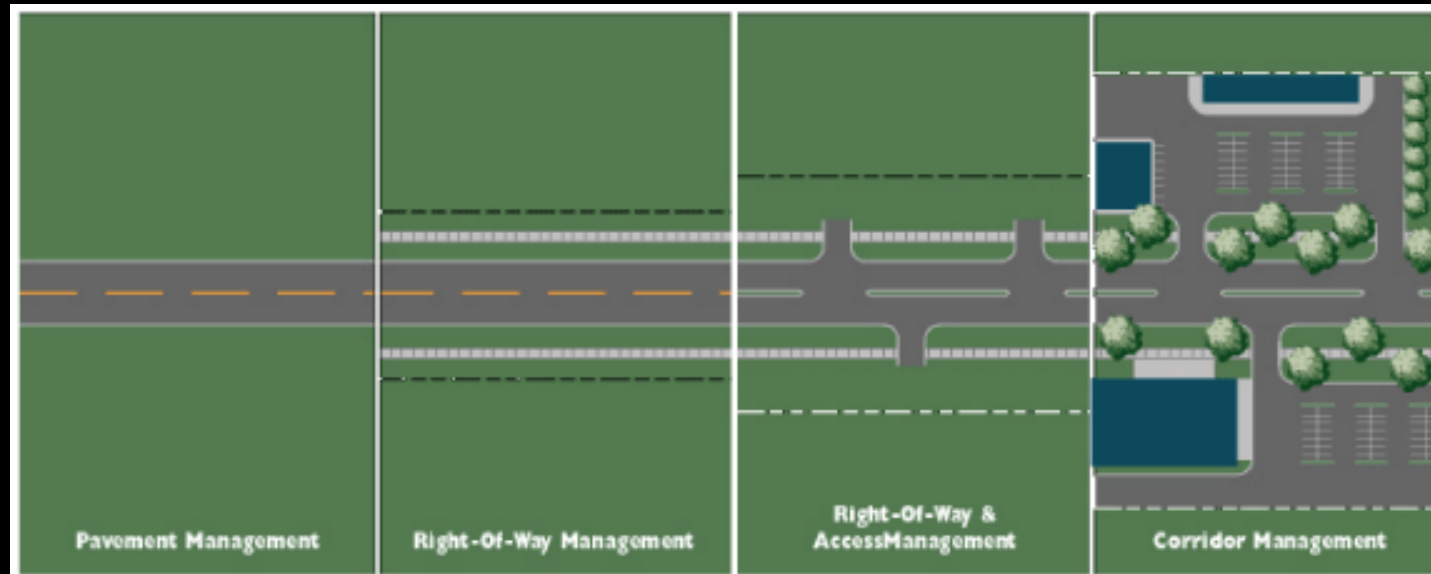 Pavement Management
Right-Of-Way Management
Right-Of-Way &
AccessManagement
Corridor Management